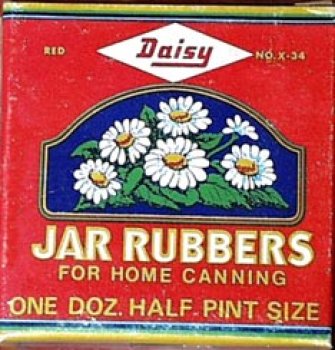 RED Daisy NO. X-34
JAR RUBBERS
FOR HOME CANNING
ONE DOZ. HALF-PINT SIZE